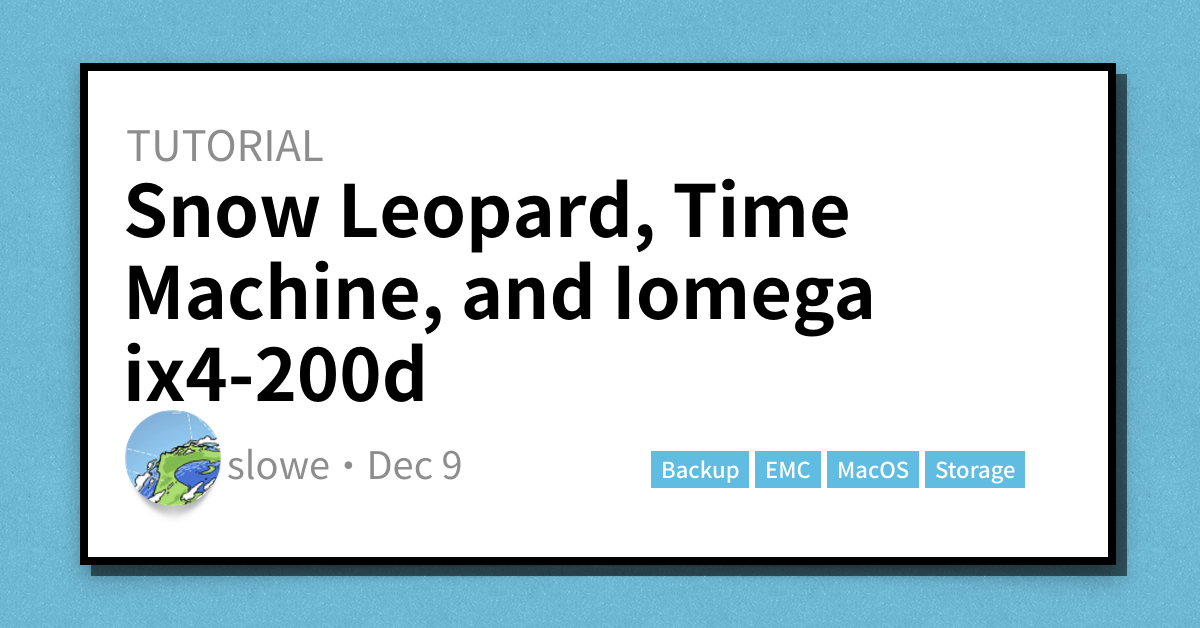 TUTORIAL
Snow Leopard, Time
Machine, and Iomega
ix4-200d
slowe • Dec 9
Backup EMC MacOS Storage